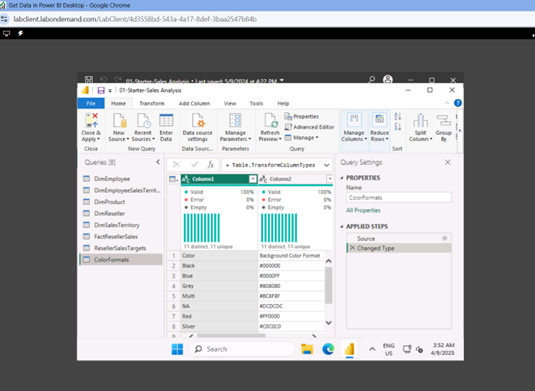 Get Data in Power BI Desktop - Google Chrome
labclient.labondemand.com/LabClient/4d3558bd-543a-4a17-8def-3baa2547b84b
01-Starter-Sales Analysis • Last saved: 5/9/2024 at 4:22 PM
01-Starter-Sales Analysis
File Home Transform Add Column View Tools Help
Close & Apply
New Source
Recent Sources
Enter Data
Data source settings
Manage Parameters
Refresh Preview
Properties
Advanced Editor
Manage
Manage Columns
Reduce Rows
Split Column
Group By
Close New Query Data Sourc... Parameters Query Sort
Queries [8]
= Table.TransformColumnTypes
Query Settings
DimEmployee
DimEmployeeSalesTerrit...
DimProduct
DimReseller
DimSalesTerritory
FactResellerSales
ResellerSalesTargets
ColorFormats
Column1 Column2
Valid 100% Valid 100%
Error 0% Error 0%
Empty 0% Empty 0%
11 distinct, 11 unique 11 distinct, 11 unique
1 Color Background Color Format
2 Black #000000
3 Blue #0000FF
4 Grey #808080
5 Multi #BC8F8F
6 NA #DCDCDC
7 Red #FF0000
8 Silver #C0C0C0
9
PROPERTIES
Name
ColorFormats
All Properties
APPLIED STEPS
Source
Changed Type
Search
ENG
US
3:52 AM
4/9/2025